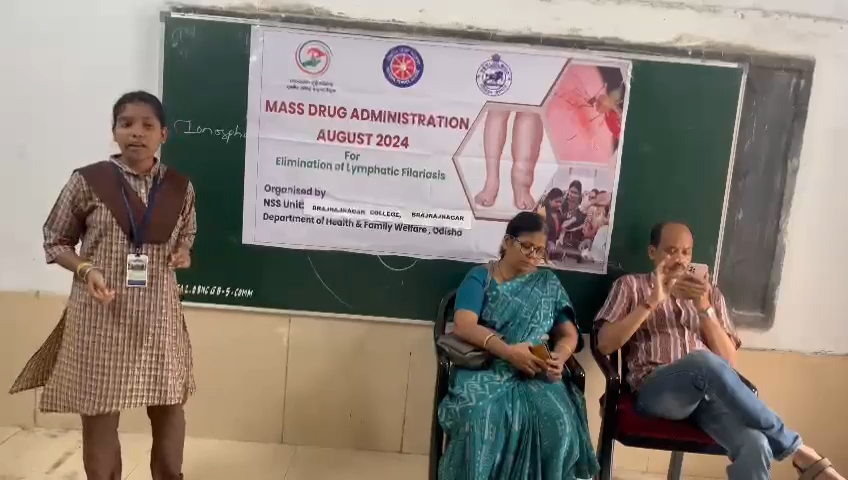 MASS DRUG ADMINISTRATION
AUGUST 2024
For
Elimination of Lymphatic Filariasis
Organised by
NSS Unit: BRAJRAJNAGAR COLLEGE, BRAJRAJNAGAR
Department of Health & Family Welfare, Odisha